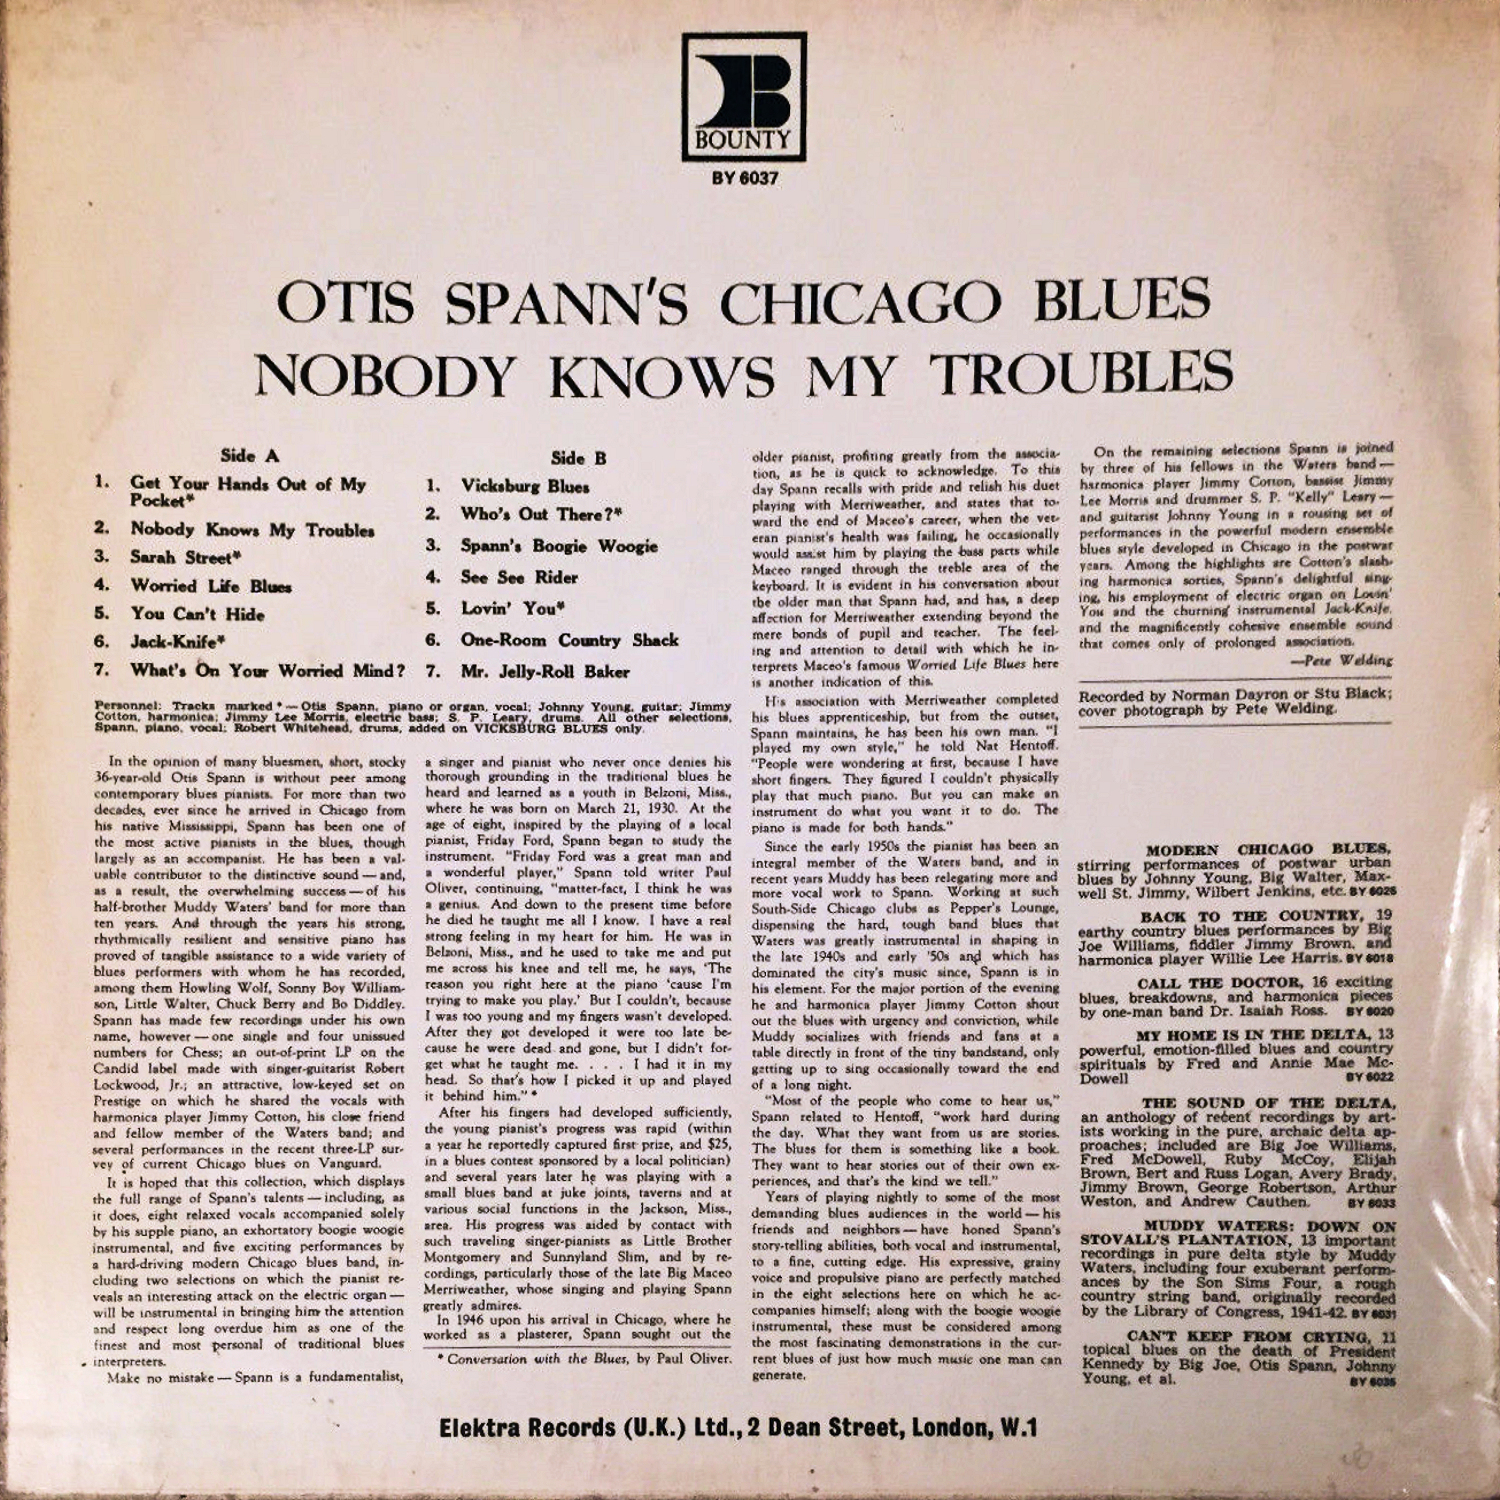 B
BOUNTY
BY 6037
OTIS SPANN'S CHICAGO BLUES
NOBODY KNOWS MY TROUBLES
Side A
1. Get Your Hands Out of My
Pocket*
2. Nobody Knows My Troubles
3. Sarah Street*
4. Worried Life Blues
5. You Can't Hide
6. Jack-Knife*
7. What's On Your Worried Mind?
Side B
1. Vicksburg Blues
2. Who's Out There?*
3. Spann's Boogie Woogie
4. See See Rider
5. Lovin' You*
6. One-Room Country Shack
7. Mr. Jelly-Roll Baker
Personnel: Tracks marked * — Otis Spann, piano or organ, vocal; Johnny Young, guitar; Jimmy
Cotton, harmonica; Jimmy Lee Morris, electric bass; S. P. Leary, drums. All other selections,
Spann, piano, vocal; Robert Whitehead, drums, added on VICKSBURG BLUES only.
In the opinion of many bluesmen, short, stocky
36-year-old Otis Spann is without peer among
contemporary blues pianists. For more than two
decades, ever since he arrived in Chicago from
his native Mississippi, Spann has been one of
the most active pianists in the blues, though
largely as an accompanist. He has been a val-
uable contributor to the distinctive sound — and,
as a result, the overwhelming success — of his
half-brother Muddy Waters' band for more than
ten years. And through the years his strong,
rhythmically resilient and sensitive piano has
proved of tangible assistance to a wide variety of
blues performers with whom he has recorded,
among them Howling Wolf, Sonny Boy William-
son, Little Walter, Chuck Berry and Bo Diddley.
Spann has made few recordings under his own
name, however — one single and four unissued
numbers for Chess; an out-of-print LP on the
Candid label made with singer-guitarist Robert
Lockwood, Jr.; an attractive, low-keyed set on
Prestige on which he shared the vocals with
harmonica player Jimmy Cotton, his close friend
and fellow member of the Waters band; and
several performances in the recent three-LP sur-
vey of current Chicago blues on Vanguard.
It is hoped that this collection, which displays
the full range of Spann's talents — including, as
it does, eight relaxed vocals accompanied solely
by his supple piano, an exhortatory boogie woogie
instrumental, and five exciting performances by
a hard-driving modern Chicago blues band, in-
cluding two selections on which the pianist re-
veals an interesting attack on the electric organ —
will be instrumental in bringing him the attention
and respect long overdue him as one of the
finest and most personal of traditional blues
interpreters.
Make no mistake — Spann is a fundamentalist,
a singer and pianist who never once denies his
thorough grounding in the traditional blues he
heard and learned as a youth in Belzoni, Miss.,
where he was born on March 21, 1930. At the
age of eight, inspired by the playing of a local
pianist, Friday Ford, Spann began to study the
instrument. "Friday Ford was a great man and
a wonderful player," Spann told writer Paul
Oliver, continuing, "matter-fact, I think he was
a genius. And down to the present time before
he died he taught me all I know. I have a real
strong feeling in my heart for him. He was in
Belzoni, Miss., and he used to take me and put
me across his knee and tell me, he says, 'The
reason you right here at the piano 'cause I'm
trying to make you play.' But I couldn't, because
I was too young and my fingers wasn't developed.
After they got developed it were too late be-
cause he were dead and gone, but I didn't for-
get what he taught me. . . . I had it in my
head. So that's how I picked it up and played
it behind him." *
After his fingers had developed sufficiently,
the young pianist's progress was rapid (within
a year he reportedly captured first prize, and $25,
in a blues contest sponsored by a local politician)
and several years later he was playing with a
small blues band at juke joints, taverns and at
various social functions in the Jackson, Miss.,
area. His progress was aided by contact with
such traveling singer-pianists as Little Brother
Montgomery and Sunnyland Slim, and by re-
cordings, particularly those of the late Big Maceo
Merriweather, whose singing and playing Spann
greatly admires.
In 1946 upon his arrival in Chicago, where he
worked as a plasterer, Spann sought out the
* Conversation with the Blues, by Paul Oliver.
older pianist, profiting greatly from the associa-
tion, as he is quick to acknowledge. To this
day Spann recalls with pride and relish his duet
playing with Merriweather, and states that to-
ward the end of Maceo's career, when the vet-
eran pianist's health was failing, he occasionally
would assist him by playing the bass parts while
Maceo ranged through the treble area of the
keyboard. It is evident in his conversation about
the older man that Spann had, and has, a deep
affection for Merriweather extending beyond the
mere bonds of pupil and teacher. The feel-
ing and attention to detail with which he in-
terprets Maceo's famous Worried Life Blues here
is another indication of this.
His association with Merriweather completed
his blues apprenticeship, but from the outset,
Spann maintains, he has been his own man. "I
played my own style," he told Nat Hentoff.
"People were wondering at first, because I have
short fingers. They figured I couldn't physically
play that much piano. But you can make an
instrument do what you want it to do. The
piano is made for both hands."
Since the early 1950s the pianist has been an
integral member of the Waters band, and in
recent years Muddy has been relegating more and
more vocal work to Spann. Working at such
South-Side Chicago clubs as Pepper's Lounge,
dispensing the hard, tough band blues that
Waters was greatly instrumental in shaping in
the late 1940s and early '50s and which has
dominated the city's music since, Spann is in
his element. For the major portion of the evening
he and harmonica player Jimmy Cotton shout
out the blues with urgency and conviction, while
Muddy socializes with friends and fans at a
table directly in front of the tiny bandstand, only
getting up to sing occasionally toward the end
of a long night.
"Most of the people who come to hear us,"
Spann related to Hentoff, "work hard during
the day. What they want from us are stories.
The blues for them is something like a book.
They want to hear stories out of their own ex-
periences, and that's the kind we tell."
Years of playing nightly to some of the most
demanding blues audiences in the world — his
friends and neighbors — have honed Spann's
story-telling abilities, both vocal and instrumental,
to a fine, cutting edge. His expressive, grainy
voice and propulsive piano are perfectly matched
in the eight selections here on which he ac-
companies himself; along with the boogie woogie
instrumental, these must be considered among
the most fascinating demonstrations in the cur-
rent blues of just how much music one man can
generate.
On the remaining selections Spann is joined
by three of his fellows in the Waters band —
harmonica player Jimmy Cotton, bassist Jimmy
Lee Morris and drummer S. P. "Kelly" Leary —
and guitarist Johnny Young in a rousing set of
performances in the powerful modern ensemble
blues style developed in Chicago in the postwar
years. Among the highlights are Cotton's slash-
ing harmonica sorties, Spann's delightful sing-
ing, his employment of electric organ on Lovin'
You and the churning instrumental Jack-Knife,
and the magnificently cohesive ensemble sound
that comes only of prolonged association.
—Pete Welding
Recorded by Norman Dayron or Stu Black;
cover photograph by Pete Welding.
MODERN CHICAGO BLUES,
stirring performances of postwar urban
blues by Johnny Young, Big Walter, Max-
well St. Jimmy, Wilbert Jenkins, etc. BY 6025
BACK TO THE COUNTRY, 19
earthy country blues performances by Big
Joe Williams, fiddler Jimmy Brown, and
harmonica player Willie Lee Harris. BY 6018
CALL THE DOCTOR, 16 exciting
blues, breakdowns, and harmonica pieces
by one-man band Dr. Isaiah Ross. BY 6020
MY HOME IS IN THE DELTA, 13
powerful, emotion-filled blues and country
spirituals by Fred and Annie Mae Mc-
Dowell BY 6022
THE SOUND OF THE DELTA,
an anthology of recent recordings by art-
ists working in the pure, archaic delta ap-
proaches; included are Big Joe Williams,
Fred McDowell, Ruby McCoy, Elijah
Brown, Bert and Russ Logan, Avery Brady,
Jimmy Brown, George Robertson, Arthur
Weston, and Andrew Cauthen. BY 6033
MUDDY WATERS: DOWN ON
STOVALL'S PLANTATION, 13 important
recordings in pure delta style by Muddy
Waters, including four exuberant perform-
ances by the Son Sims Four, a rough
country string band, originally recorded
by the Library of Congress, 1941-42. BY 6031
CAN'T KEEP FROM CRYING, 11
topical blues on the death of President
Kennedy by Big Joe, Otis Spann, Johnny
Young, et al. BY 6035
Elektra Records (U.K.) Ltd., 2 Dean Street, London, W.1